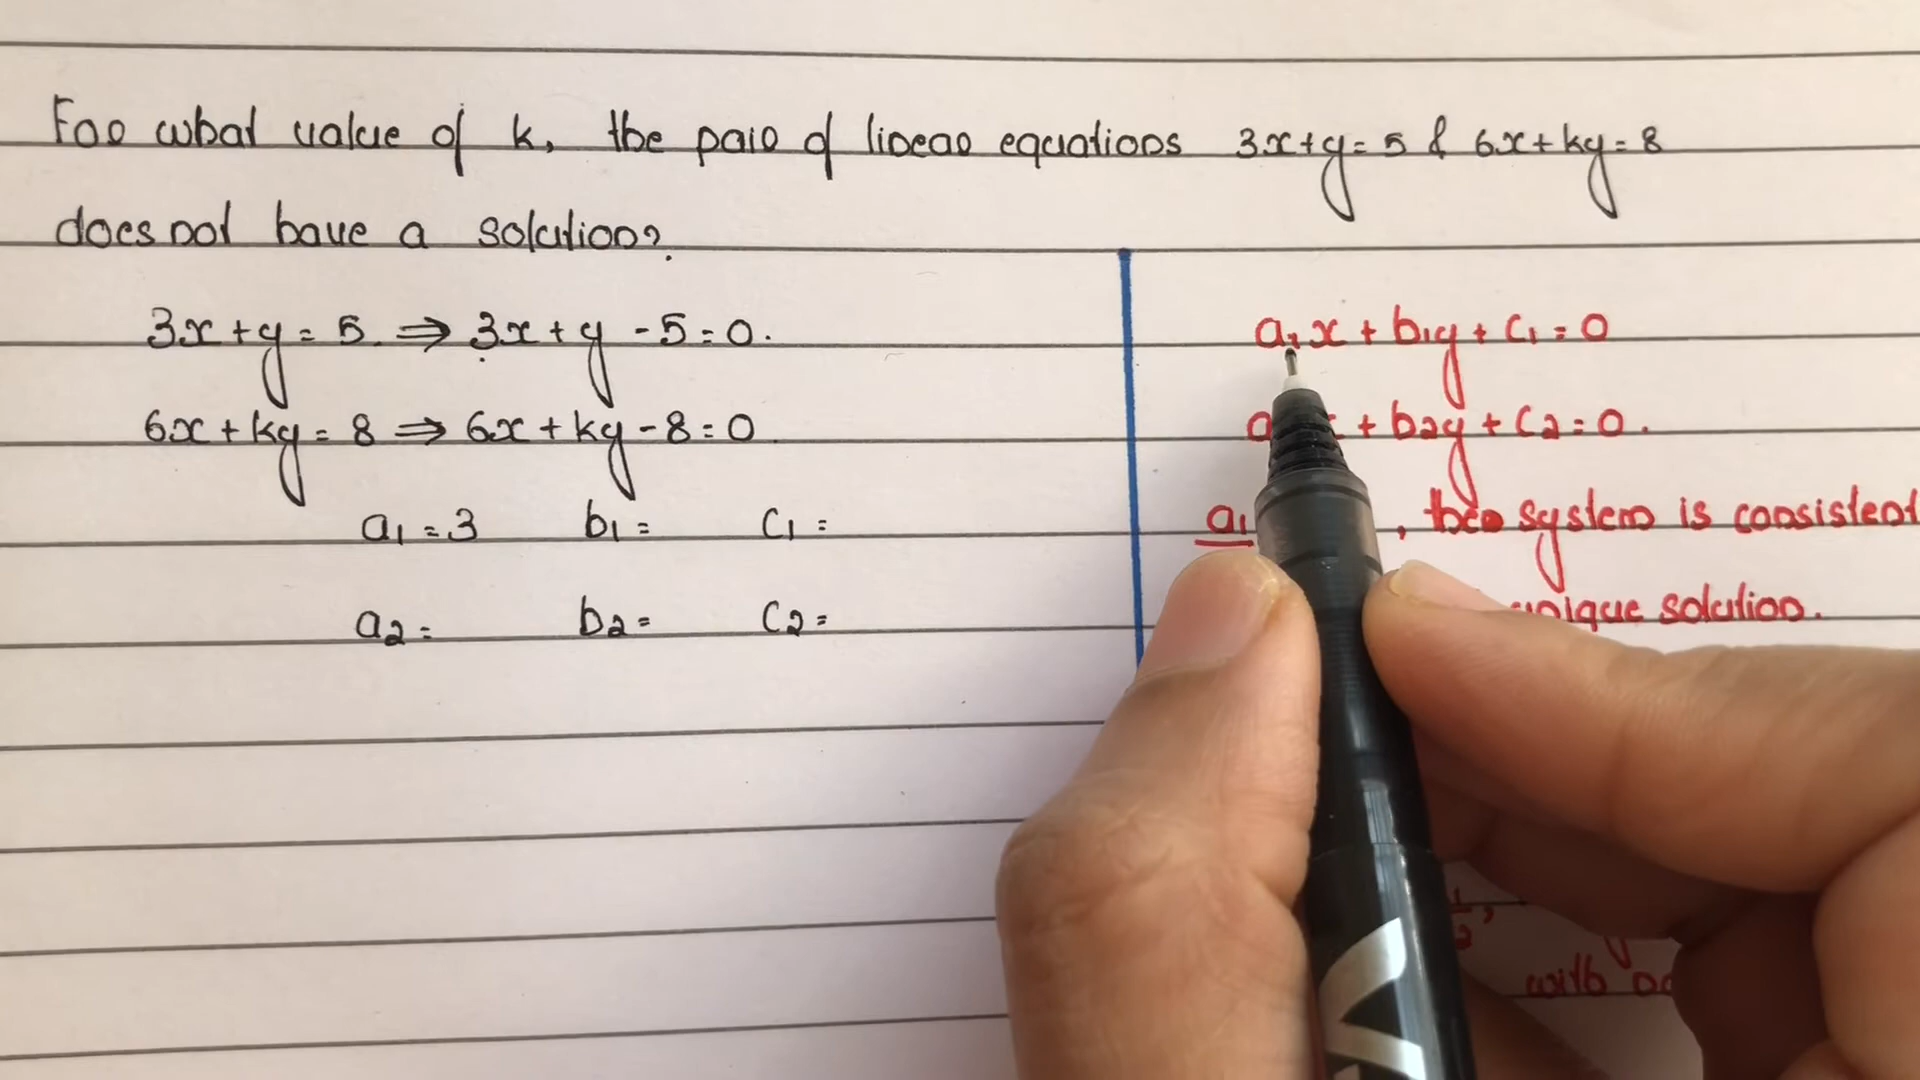 For what value of k, the pair of linear equations 3x+y=5 & 6x+ky=8
does not have a solution?
3x+y=5. ⇒ 3x+y-5=0.
6x+ky=8 ⇒ 6x+ky-8=0
a₁=3 b₁= c₁=
a₂= b₂= c₂=
a₁x+b₁y+c₁=0
+b₂y+c₂=0.
a₁ , the system is consistent
unique solution.
with